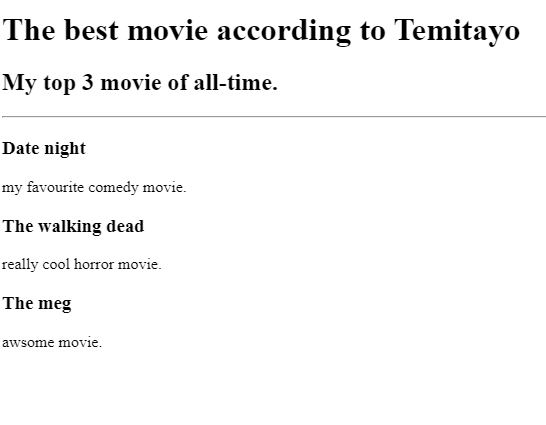 The best movie according to Temitayo
My top 3 movie of all-time.
Date night
my favourite comedy movie.
The walking dead
really cool horror movie.
The meg
awsome movie.